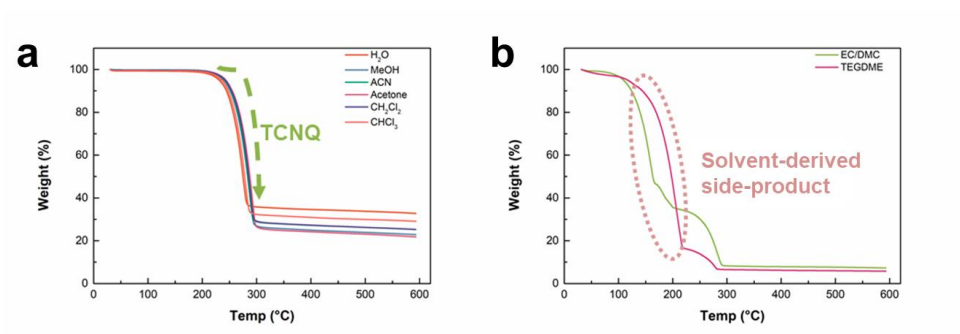 a
H₂O
MeOH
ACN
Acetone
CH₂Cl₂
CHCl₃
TCNQ
Weight (%)
100
80
60
40
20
0
0 100 200 300 400 500 600
Temp (°C)
b
EC/DMC
TEGDME
Solvent-derived
side-product
Weight (%)
100
80
60
40
20
0
0 100 200 300 400 500 600
Temp (°C)